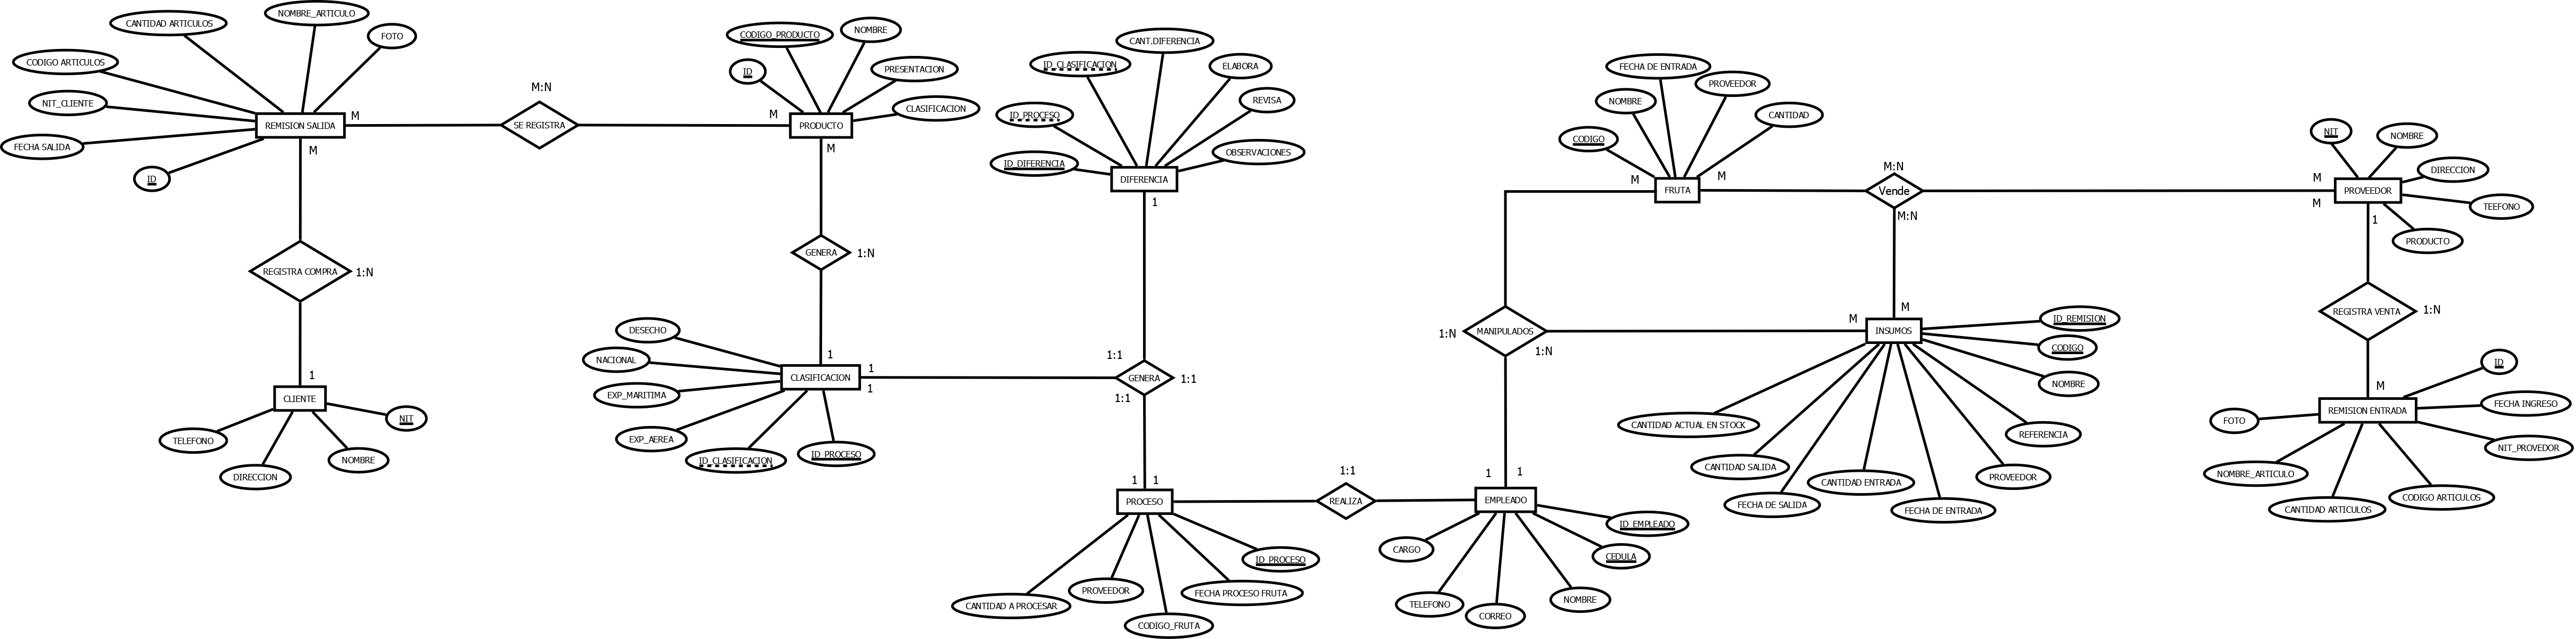 CANTIDAD ARTICULOS
NOMBRE_ARTICULO
FOTO
CODIGO ARTICULOS
NIT_CLIENTE
FECHA SALIDA
ID
REMISION SALIDA
M
M
M:N
SE REGISTRA
M
CODIGO_PRODUCTO
NOMBRE
ID
PRESENTACION
CLASIFICACION
PRODUCTO
M
REGISTRA COMPRA
1:N
1
CLIENTE
TELEFONO
DIRECCION
NOMBRE
NIT
GENERA
1:N
1
DESECHO
NACIONAL
EXP_MARITIMA
EXP_AEREA
ID_CLASIFICACION
ID_PROCESO
CLASIFICACION
1
1
CANT.DIFERENCIA
ID_CLASIFICACION
ELABORA
ID_PROCESO
REVISA
ID_DIFERENCIA
OBSERVACIONES
DIFERENCIA
1
1:1
GENERA
1:1
1:1
1
1
PROCESO
CANTIDAD A PROCESAR
PROVEEDOR
CODIGO_FRUTA
FECHA PROCESO FRUTA
ID_PROCESO
1:1
REALIZA
1
1
EMPLEADO
CARGO
TELEFONO
CORREO
NOMBRE
CEDULA
ID_EMPLEADO
FECHA DE ENTRADA
PROVEEDOR
NOMBRE
CANTIDAD
CODIGO
FRUTA
M
M
1:N
MANIPULADOS
1:N
M:N
Vende
M:N
M
M
INSUMOS
ID_REMISION
CODIGO
NOMBRE
REFERENCIA
PROVEEDOR
FECHA DE ENTRADA
CANTIDAD ENTRADA
FECHA DE SALIDA
CANTIDAD SALIDA
CANTIDAD ACTUAL EN STOCK
NIT
NOMBRE
DIRECCION
TEEFONO
PRODUCTO
PROVEEDOR
M
M
1
REGISTRA VENTA
1:N
M
REMISION ENTRADA
ID
FECHA INGRESO
NIT_PROVEDOR
CODIGO ARTICULOS
CANTIDAD ARTICULOS
NOMBRE_ARTICULO
FOTO